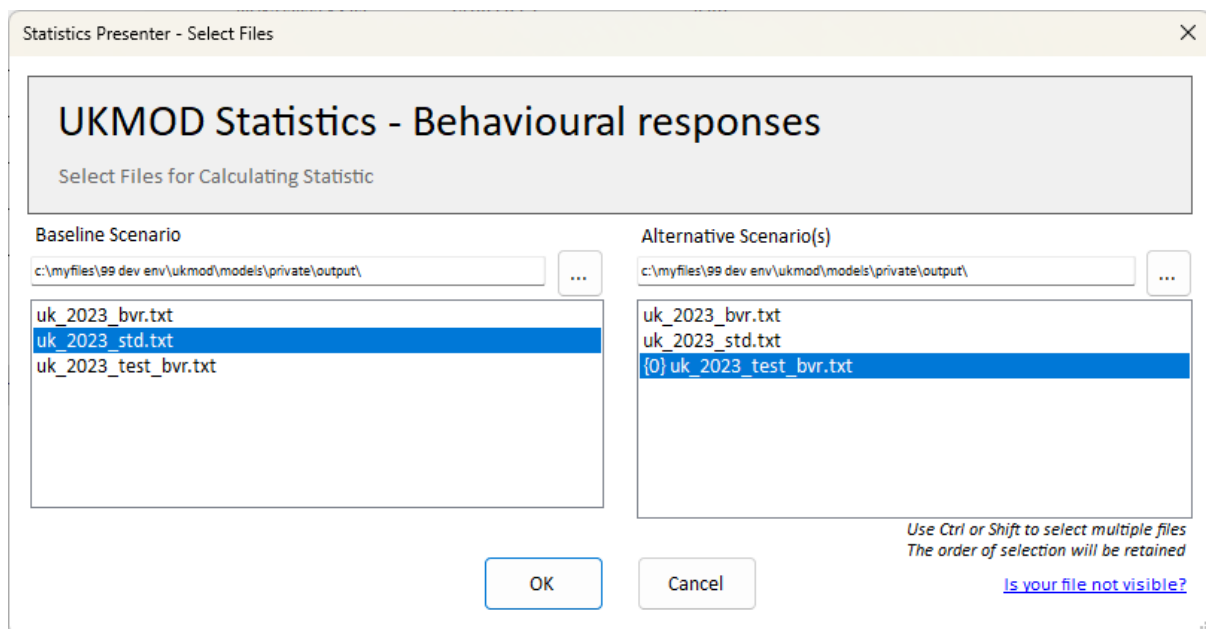 Statistics Presenter - Select Files
UKMOD Statistics - Behavioural responses
Select Files for Calculating Statistic
Baseline Scenario
c:\myfiles\99 dev env\ukmod\models\private\output\
...
uk_2023_bvr.txt
uk_2023_std.txt
uk_2023_test_bvr.txt
Alternative Scenario(s)
c:\myfiles\99 dev env\ukmod\models\private\output\
...
uk_2023_bvr.txt
uk_2023_std.txt
{0} uk_2023_test_bvr.txt
Use Ctrl or Shift to select multiple files
The order of selection will be retained
OK
Cancel
Is your file not visible?